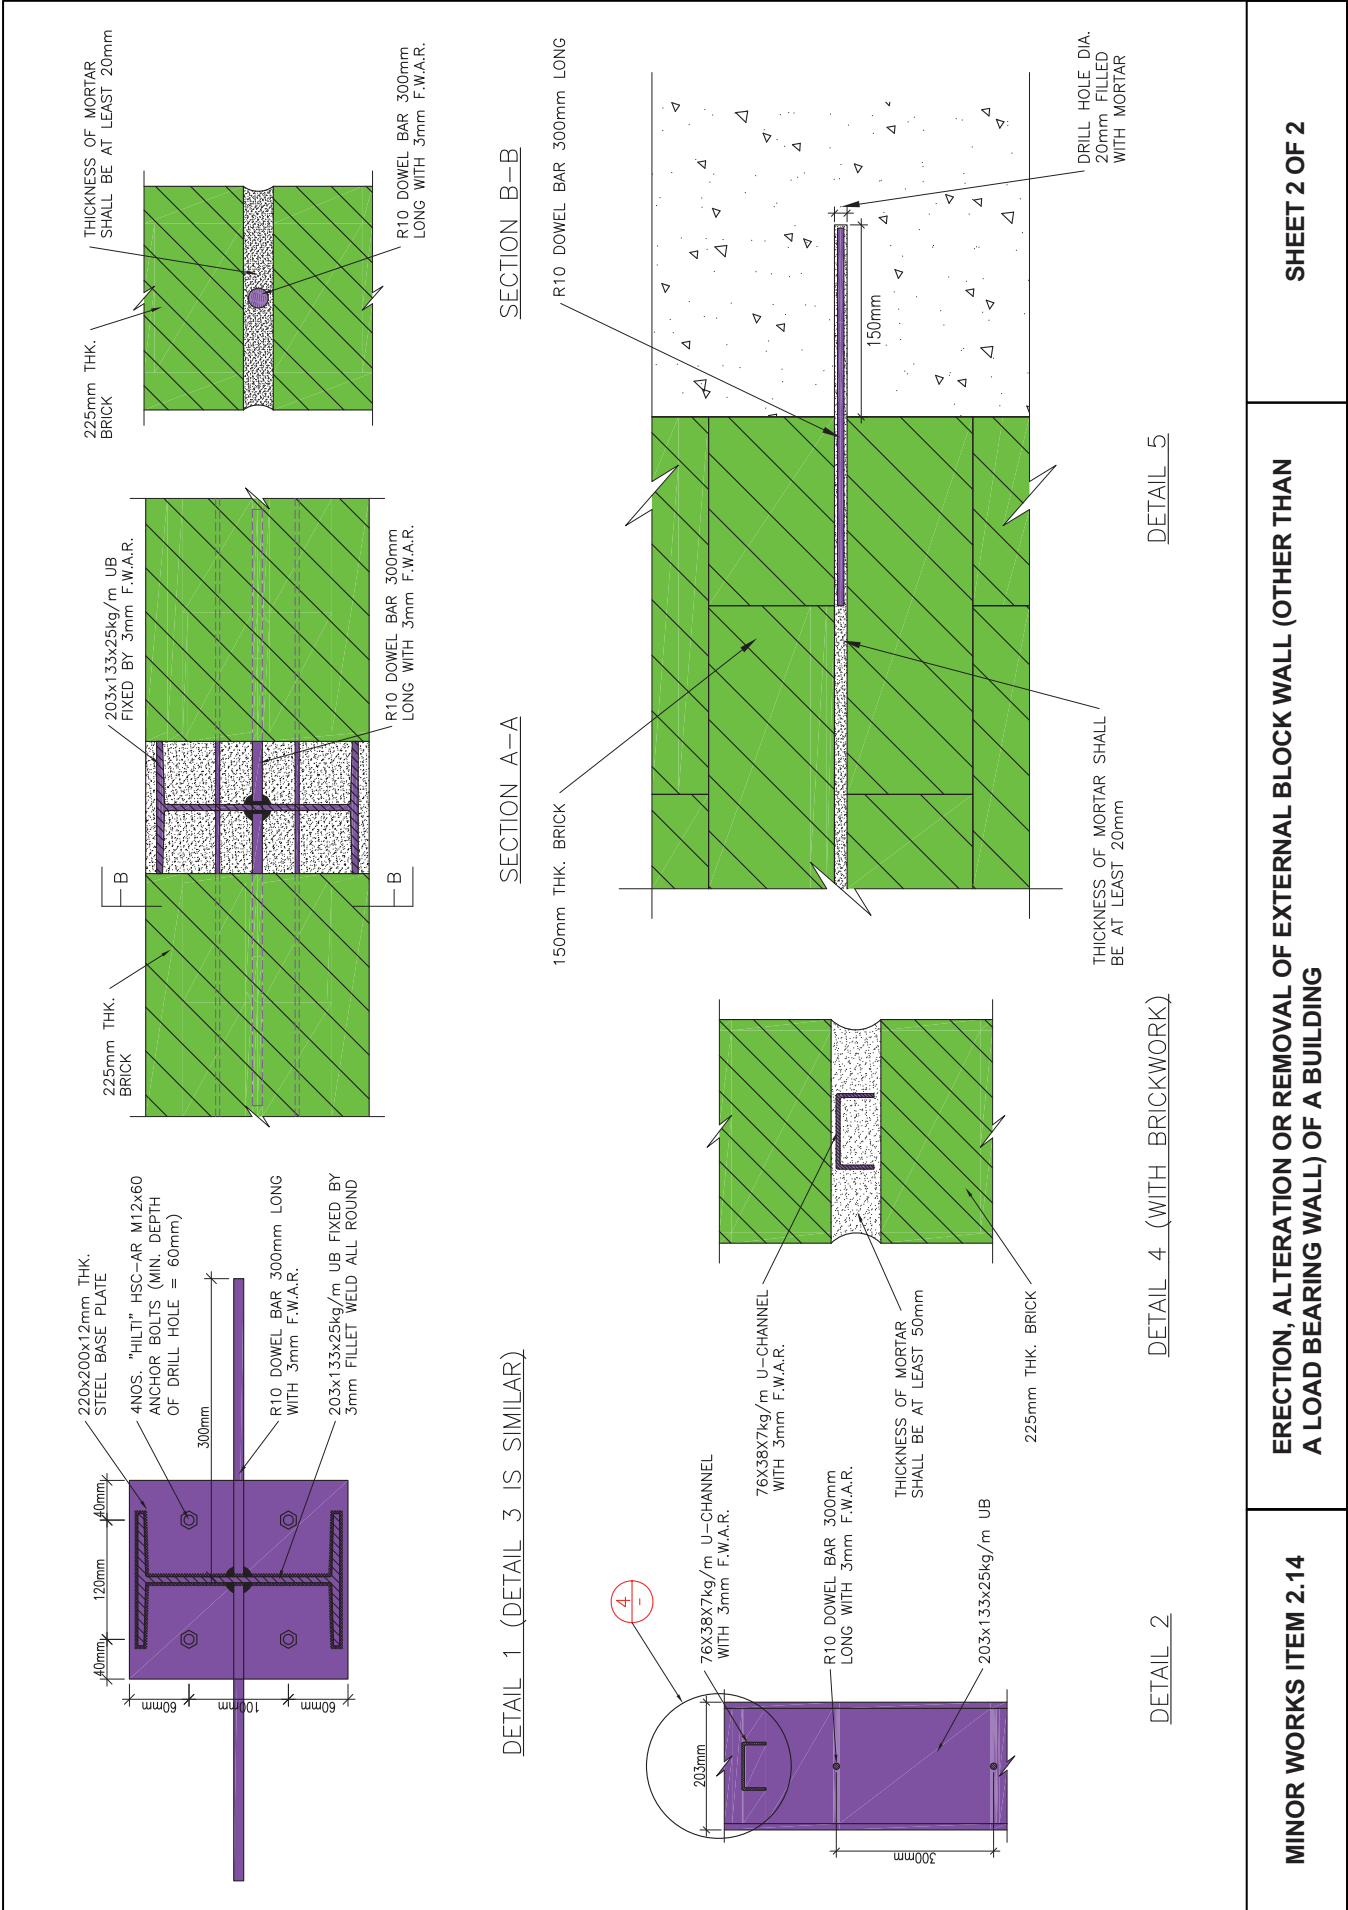 220x200x12mm THK.
STEEL BASE PLATE
4NOS. "HILTI" HSC-AR M12x60
ANCHOR BOLTS (MIN. DEPTH
OF DRILL HOLE = 60mm)
300mm
R10 DOWEL BAR 300mm LONG
WITH 3mm F.W.A.R.
203x133x25kg/m UB FIXED BY
3mm FILLET WELD ALL ROUND
40mm
120mm
40mm
60mm
100mm
60mm
DETAIL 1 (DETAIL 3 IS SIMILAR)
225mm THK.
BRICK
203x133x25kg/m UB
FIXED BY 3mm F.W.A.R.
B
B
R10 DOWEL BAR 300mm
LONG WITH 3mm F.W.A.R.
SECTION A-A
225mm THK.
BRICK
THICKNESS OF MORTAR
SHALL BE AT LEAST 20mm
R10 DOWEL BAR 300mm
LONG WITH 3mm F.W.A.R.
SECTION B-B
4
-
203mm
76X38X7kg/m U-CHANNEL
WITH 3mm F.W.A.R.
R10 DOWEL BAR 300mm
LONG WITH 3mm F.W.A.R.
203x133x25kg/m UB
300mm
DETAIL 2
76X38X7kg/m U-CHANNEL
WITH 3mm F.W.A.R.
THICKNESS OF MORTAR
SHALL BE AT LEAST 50mm
225mm THK. BRICK
DETAIL 4 (WITH BRICKWORK)
150mm THK. BRICK
R10 DOWEL BAR 300mm LONG
150mm
DRILL HOLE DIA.
20mm FILLED
WITH MORTAR
THICKNESS OF MORTAR SHALL
BE AT LEAST 20mm
DETAIL 5
MINOR WORKS ITEM 2.14
ERECTION, ALTERATION OR REMOVAL OF EXTERNAL BLOCK WALL (OTHER THAN
A LOAD BEARING WALL) OF A BUILDING
SHEET 2 OF 2